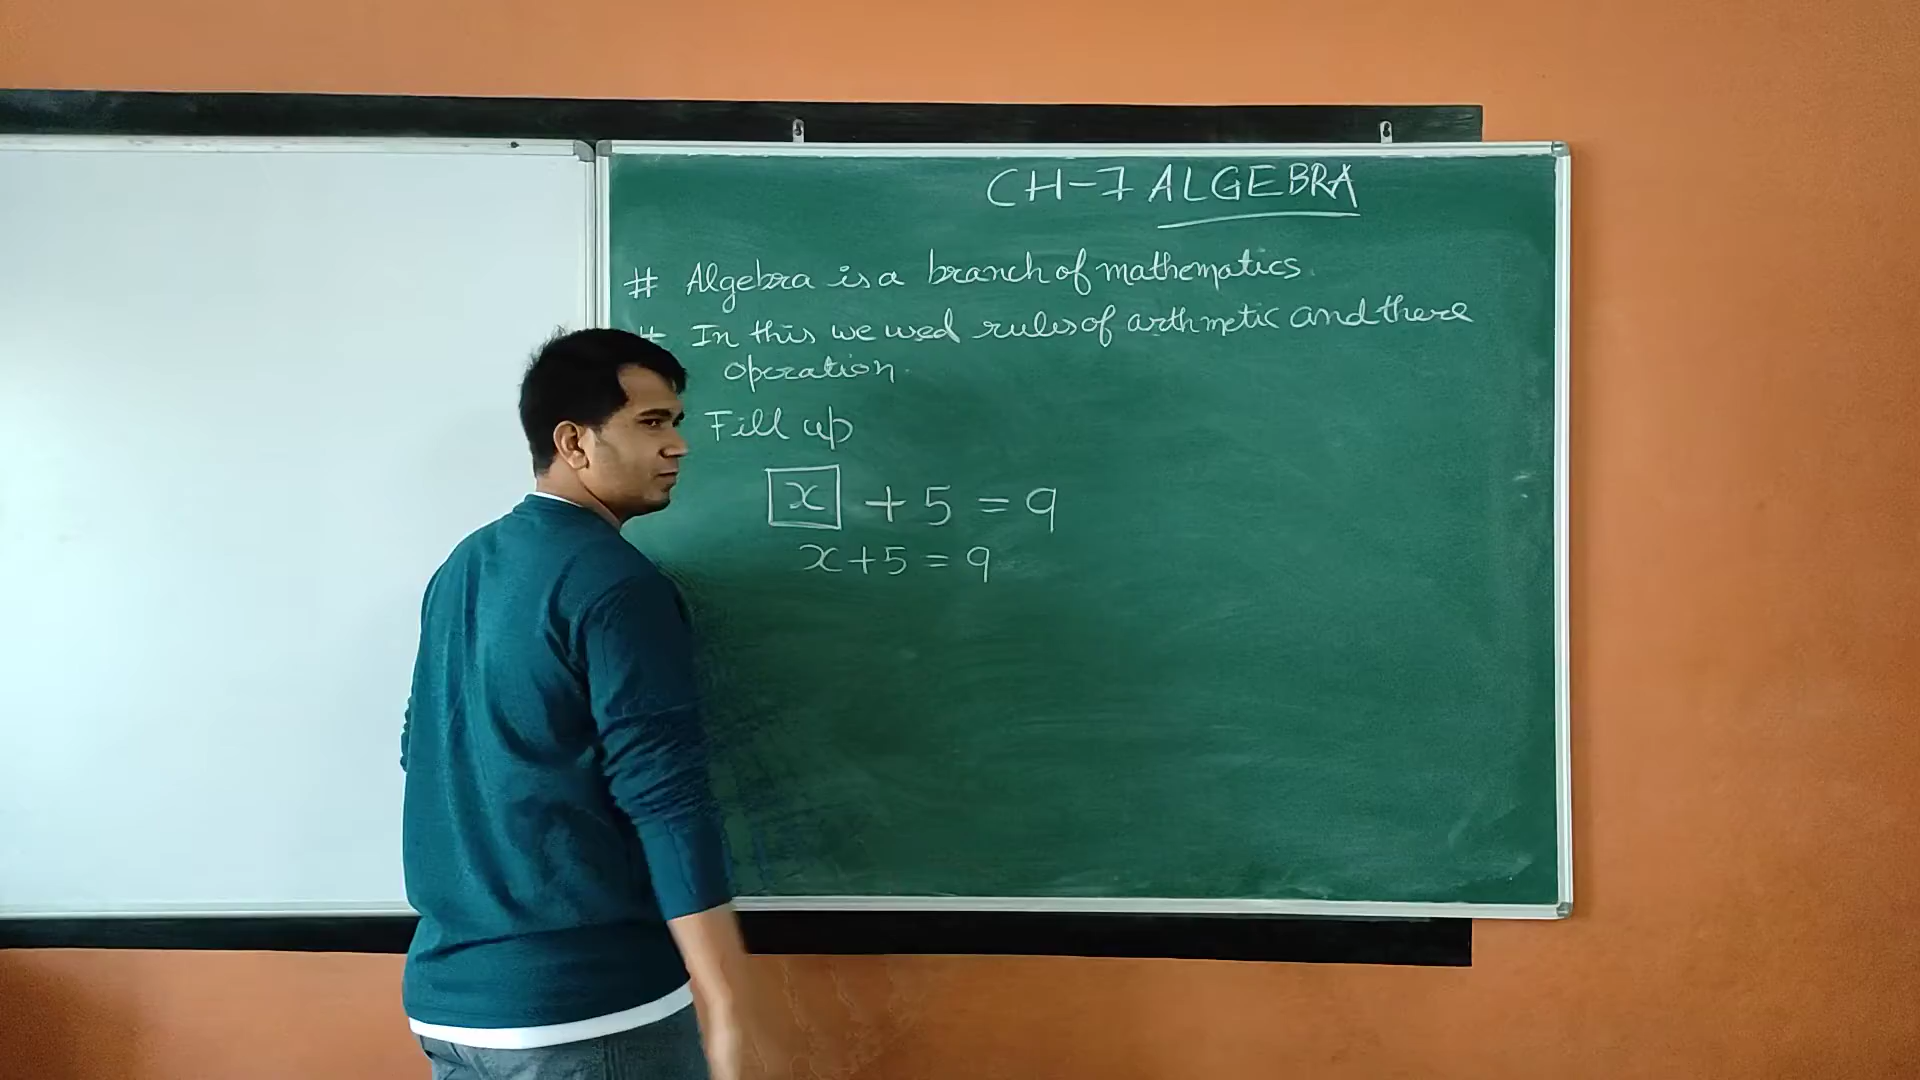 CH-7 ALGEBRA
# Algebra is a branch of mathematics.
# In this we used rules of arthmetic and there
operation.
Fill up
x + 5 = 9
x+5 = 9